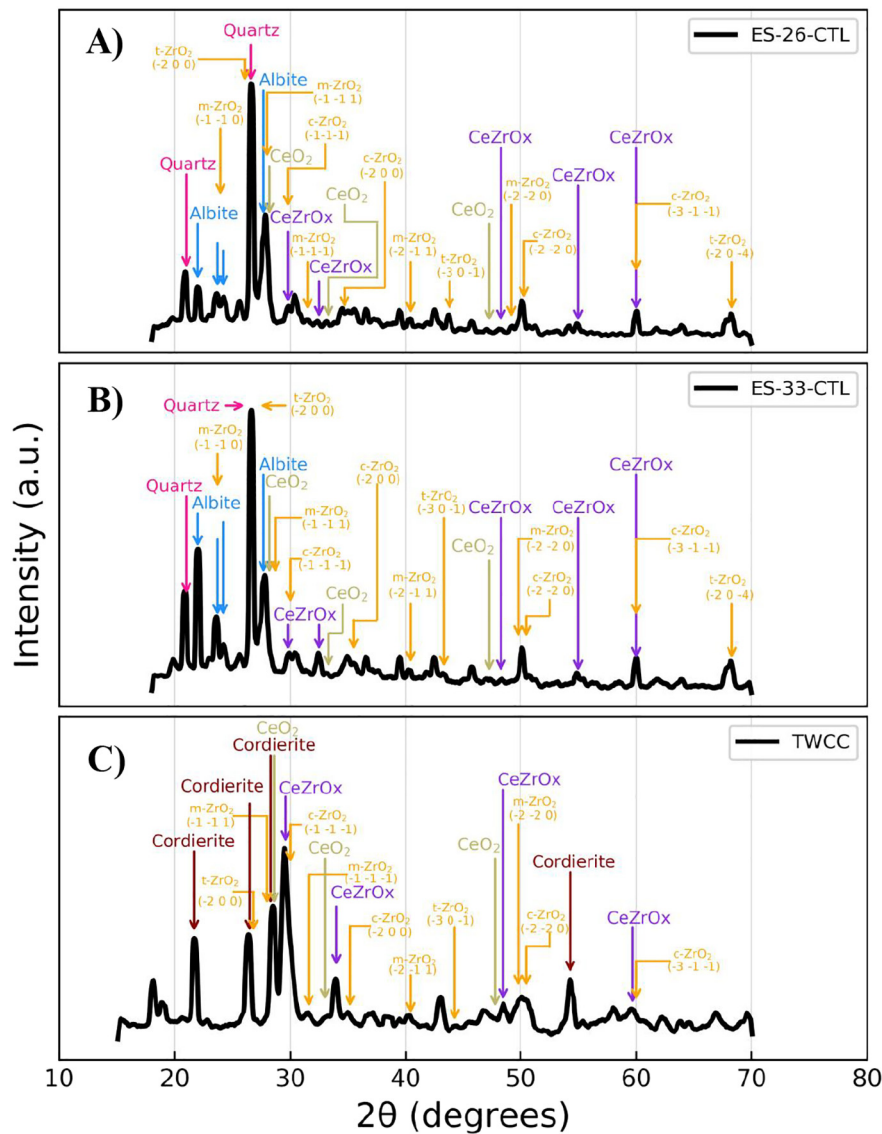 A)
Quartz
ES-26-CTL
t-ZrO₂
(-2 0 0)
Albite
m-ZrO₂
(-1 -1 1)
m-ZrO₂
(-1 -1 0)
c-ZrO₂
(-1-1-1)
CeZrOx
CeZrOx
Quartz
CeO₂
c-ZrO₂
(-2 0 0)
CeZrOx
m-ZrO₂
(-2 -2 0)
CeO₂
c-ZrO₂
(-3 -1 -1)
Albite
CeZrOx
CeO₂
m-ZrO₂
(-1-1-1)
m-ZrO₂
(-2 -1 1)
c-ZrO₂
(-2 -2 0)
t-ZrO₂
(-2 0 -4)
CeZrOx
t-ZrO₂
(-3 0 -1)
B)
ES-33-CTL
Quartz
t-ZrO₂
(-2 0 0)
m-ZrO₂
(-1 -1 0)
Albite
c-ZrO₂
(-2 0 0)
CeZrOx
Quartz
CeO₂
t-ZrO₂
(-3 0 -1)
Albite
m-ZrO₂
(-1 -1 1)
CeZrOx
CeZrOx
m-ZrO₂
(-2 -2 0)
c-ZrO₂
(-3 -1 -1)
c-ZrO₂
(-1 -1 -1)
CeO₂
CeZrOx
CeO₂
m-ZrO₂
(-2 -1 1)
c-ZrO₂
(-2 -2 0)
t-ZrO₂
(-2 0 -4)
Intensity (a.u.)
C)
CeO₂
TWCC
Cordierite
Cordierite
CeZrOx
CeZrOx
m-ZrO₂
(-1 -1 1)
c-ZrO₂
(-1 -1 -1)
m-ZrO₂
(-2 -2 0)
Cordierite
CeO₂
CeO₂
t-ZrO₂
(-2 0 0)
m-ZrO₂
(-1 -1 -1)
Cordierite
CeZrOx
c-ZrO₂
(-2 0 0)
t-ZrO₂
(-3 0 -1)
c-ZrO₂
(-2 -2 0)
CeZrOx
m-ZrO₂
(-2 -1 1)
c-ZrO₂
(-3 -1 -1)
10 20 30 40 50 60 70 80
2θ (degrees)